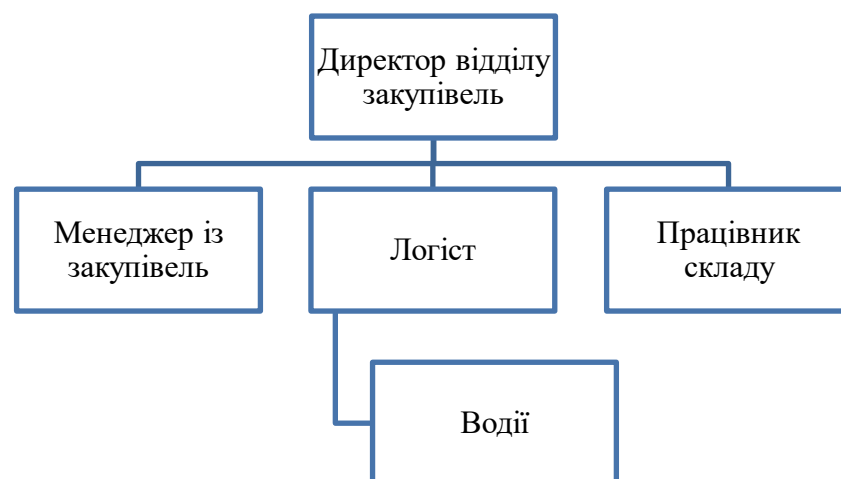 Директор відділу
закупівель
Менеджер із
закупівель
Логіст
Працівник
складу
Водії